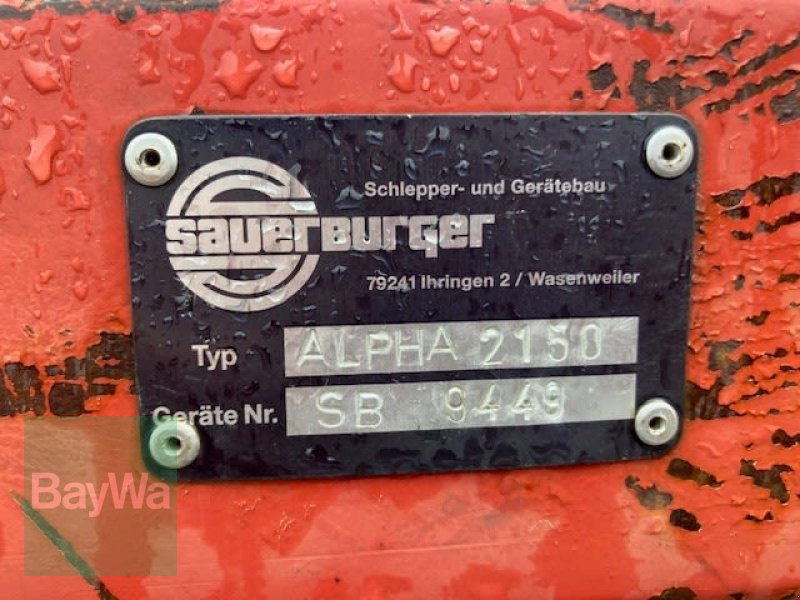 Schlepper- und Gerätebau
sauerburger
79241 Ihringen 2 / Wasenweiler
Typ ALPHA 2150
Geräte Nr. SB 9449
BayWa